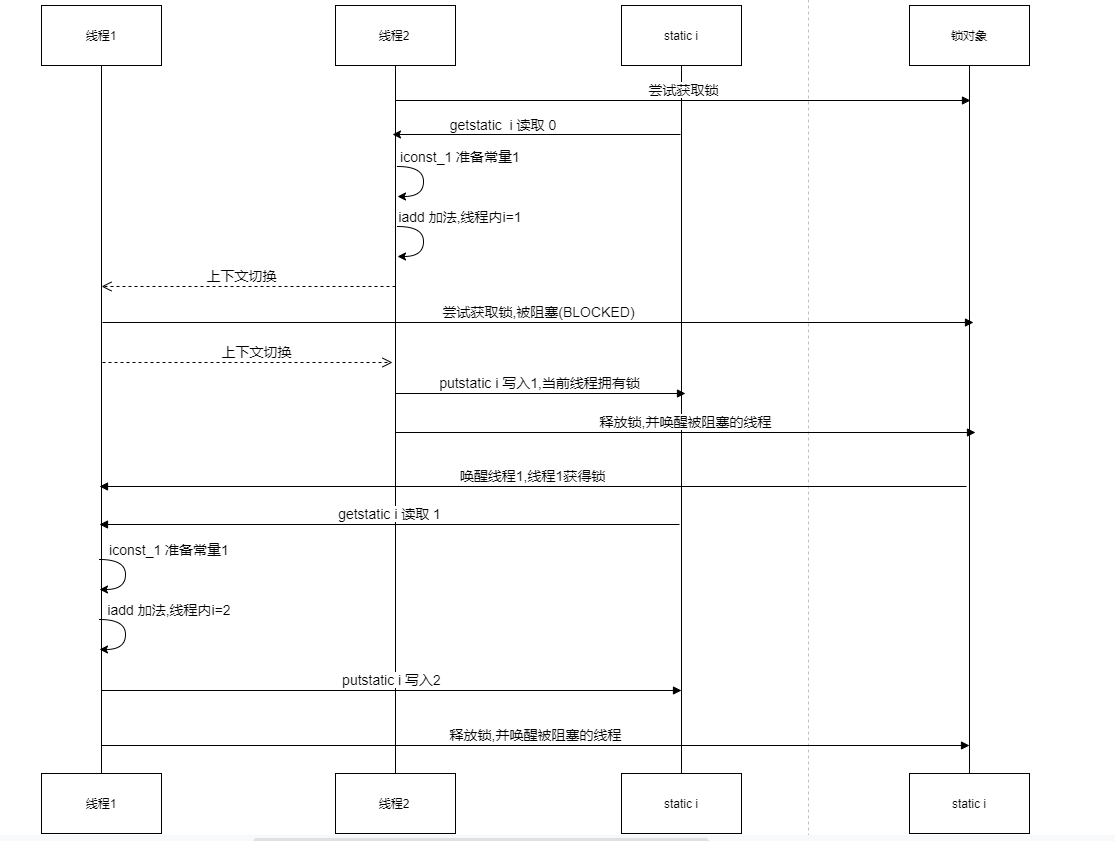 线程1
线程2
static i
锁对象
尝试获取锁
getstatic i 读取 0
iconst_1 准备常量1
iadd 加法,线程内i=1
上下文切换
尝试获取锁,被阻塞(BLOCKED)
上下文切换
putstatic i 写入1,当前线程拥有锁
释放锁,并唤醒被阻塞的线程
唤醒线程1,线程1获得锁
getstatic i 读取 1
iconst_1 准备常量1
iadd 加法,线程内i=2
putstatic i 写入2
释放锁,并唤醒被阻塞的线程
线程1
线程2
static i
static i